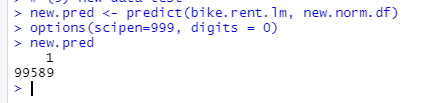 > new.pred <- predict(bike.rent.lm, new.norm.df)
> options(scipen=999, digits = 0)
> new.pred
1
99589
>